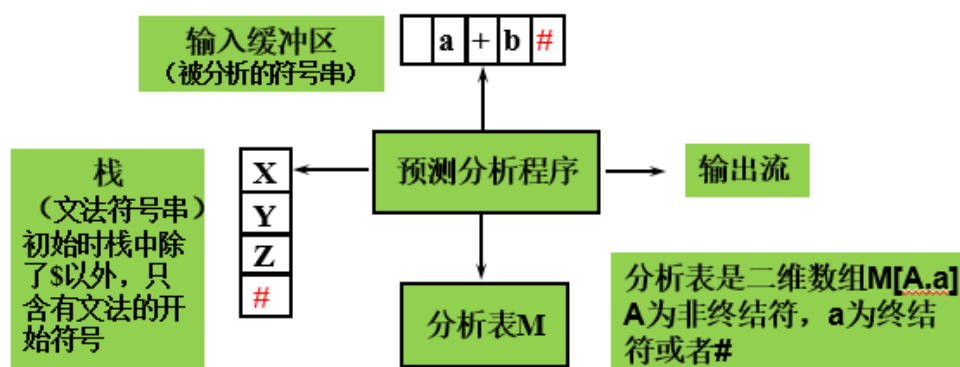 输入缓冲区
（被分析的符号串）
a + b #
栈
（文法符号串）
初始时栈中除
了$以外，只
含有文法的开
始符号
X
Y
Z
#
预测分析程序
输出流
分析表M
分析表是二维数组M[A.a]
A为非终结符，a为终结
符或者#